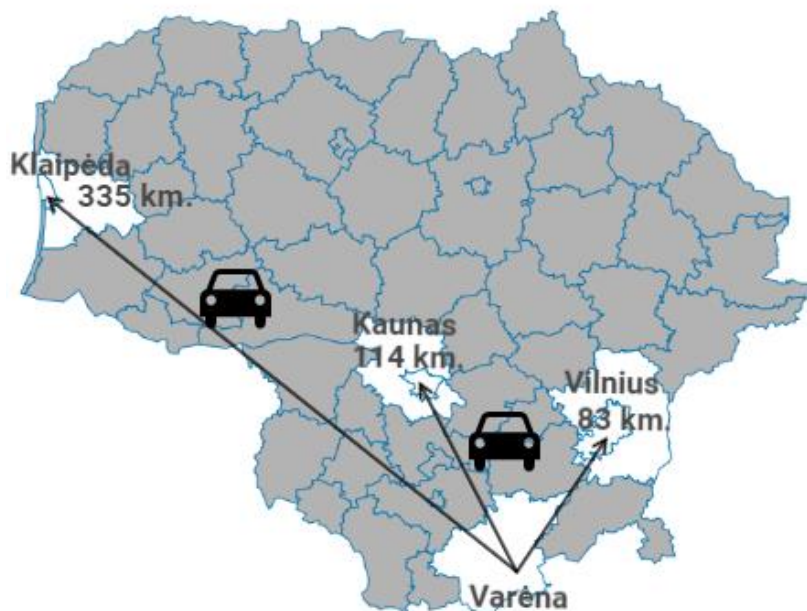 Klaipėda
335 km.
Kaunas
114 km.
Vilnius
83 km.
Varėna